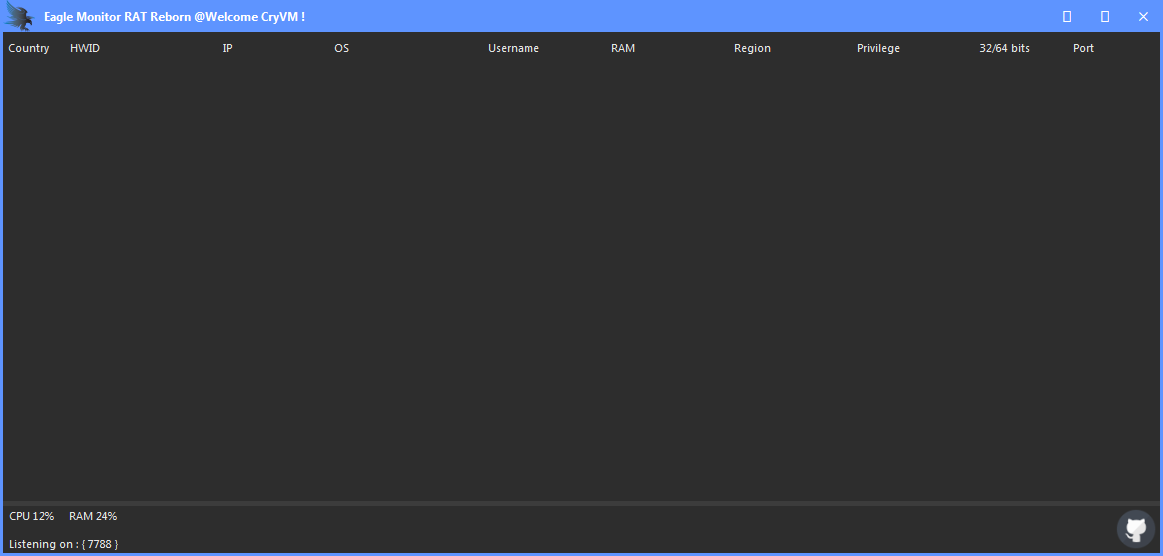 Eagle Monitor RAT Reborn @Welcome CryVM !
Country HWID IP OS Username RAM Region Privilege 32/64 bits Port
CPU 12% RAM 24%
Listening on : { 7788 }